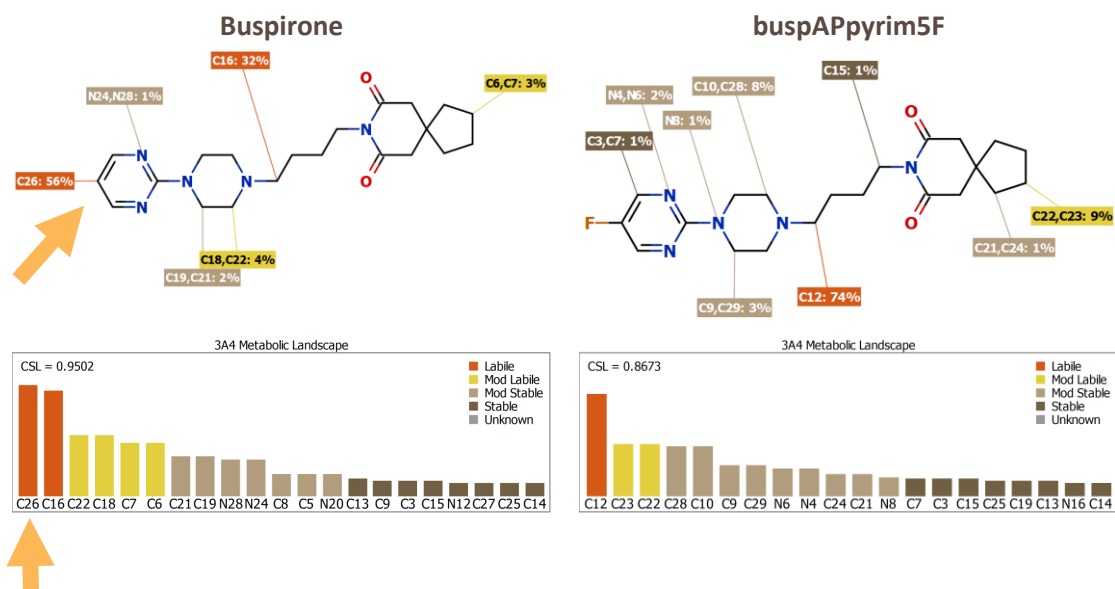 Buspirone
C16: 32%
C6,C7: 3%
N24,N28: 1%
O
N
N
N
N
N
O
C26: 56%
C18,C22: 4%
C19,C21: 2%
3A4 Metabolic Landscape
CSL = 0.9502
Labile
Mod Labile
Mod Stable
Stable
Unknown
C26 C16 C22 C18 C7 C6 C21 C19 N28 N24 C8 C5 N20 C13 C9 C3 C15 N12 C27 C25 C14
buspAPpyrim5F
C15: 1%
C10,C28: 8%
N4,N6: 2%
N8: 1%
C3,C7: 1%
O
N
N
N
N
N
F
O
C22,C23: 9%
C21,C24: 1%
C12: 74%
C9,C29: 3%
3A4 Metabolic Landscape
CSL = 0.8673
Labile
Mod Labile
Mod Stable
Stable
Unknown
C12 C23 C22 C28 C10 C9 C29 N6 N4 C24 C21 N8 C7 C3 C15 C25 C19 C13 N16 C14